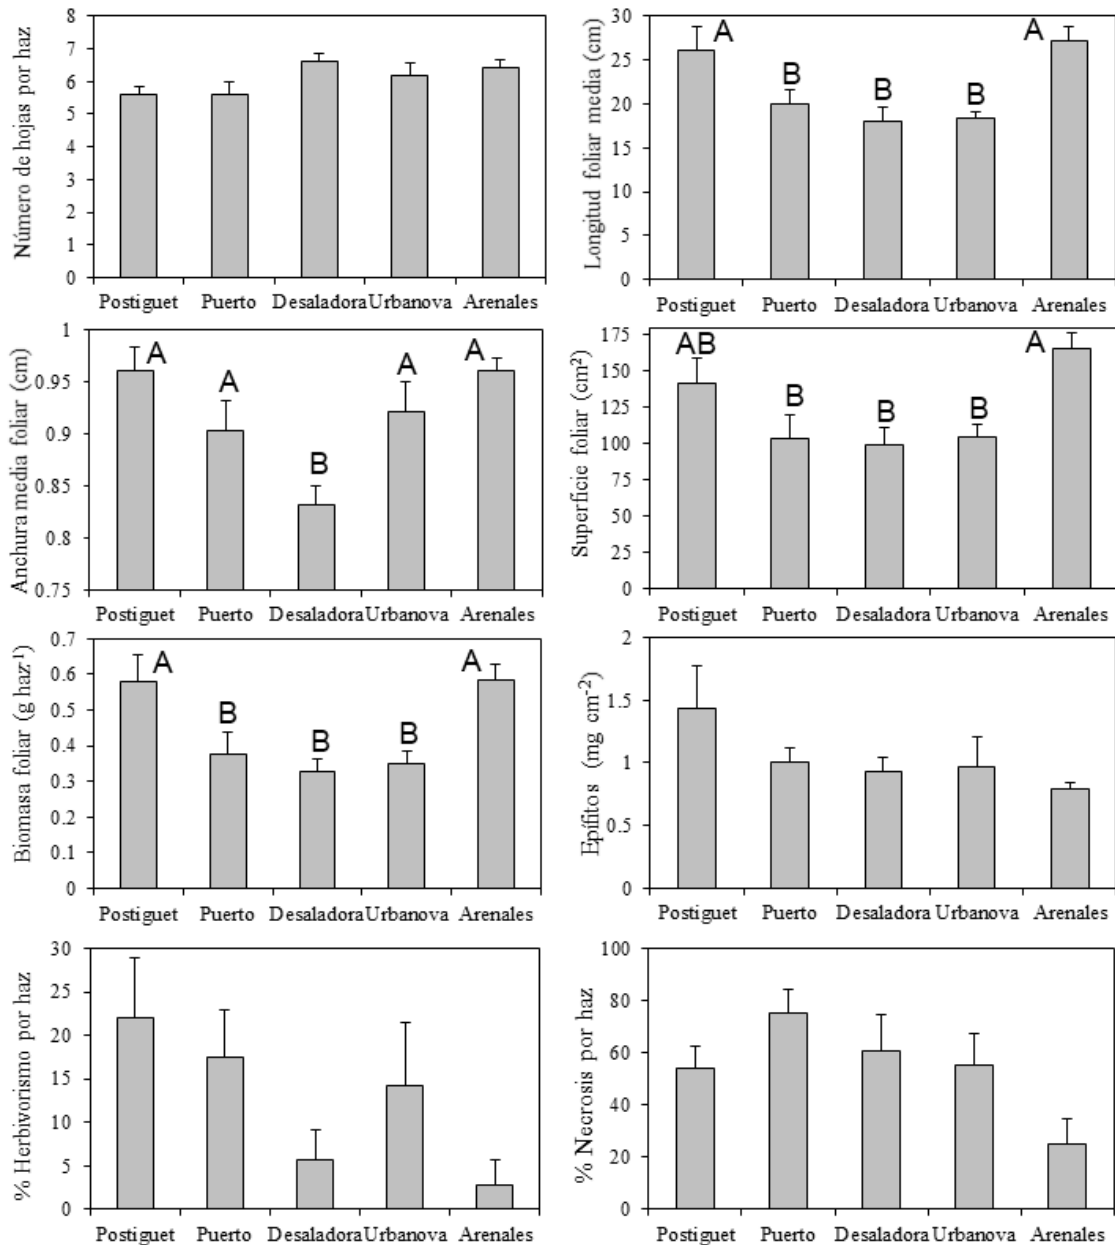 Número de hojas por haz
8
7
6
5
4
3
2
1
0
Postiguet Puerto Desaladora Urbanova Arenales
Longitud foliar media (cm)
30
25
20
15
10
5
0
A B B B A
Postiguet Puerto Desaladora Urbanova Arenales
Anchura media foliar (cm)
1
0.95
0.9
0.85
0.8
0.75
A A B A A
Postiguet Puerto Desaladora Urbanova Arenales
Superficie foliar (cm²)
175
150
125
100
75
50
25
0
AB B B B A
Postiguet Puerto Desaladora Urbanova Arenales
Biomasa foliar (g haz⁻¹)
0.7
0.6
0.5
0.4
0.3
0.2
0.1
0
A B B B A
Postiguet Puerto Desaladora Urbanova Arenales
Epífitos (mg cm⁻²)
2
1.5
1
0.5
0
Postiguet Puerto Desaladora Urbanova Arenales
% Herbivorismo por haz
30
25
20
15
10
5
0
Postiguet Puerto Desaladora Urbanova Arenales
% Necrosis por haz
100
80
60
40
20
0
Postiguet Puerto Desaladora Urbanova Arenales